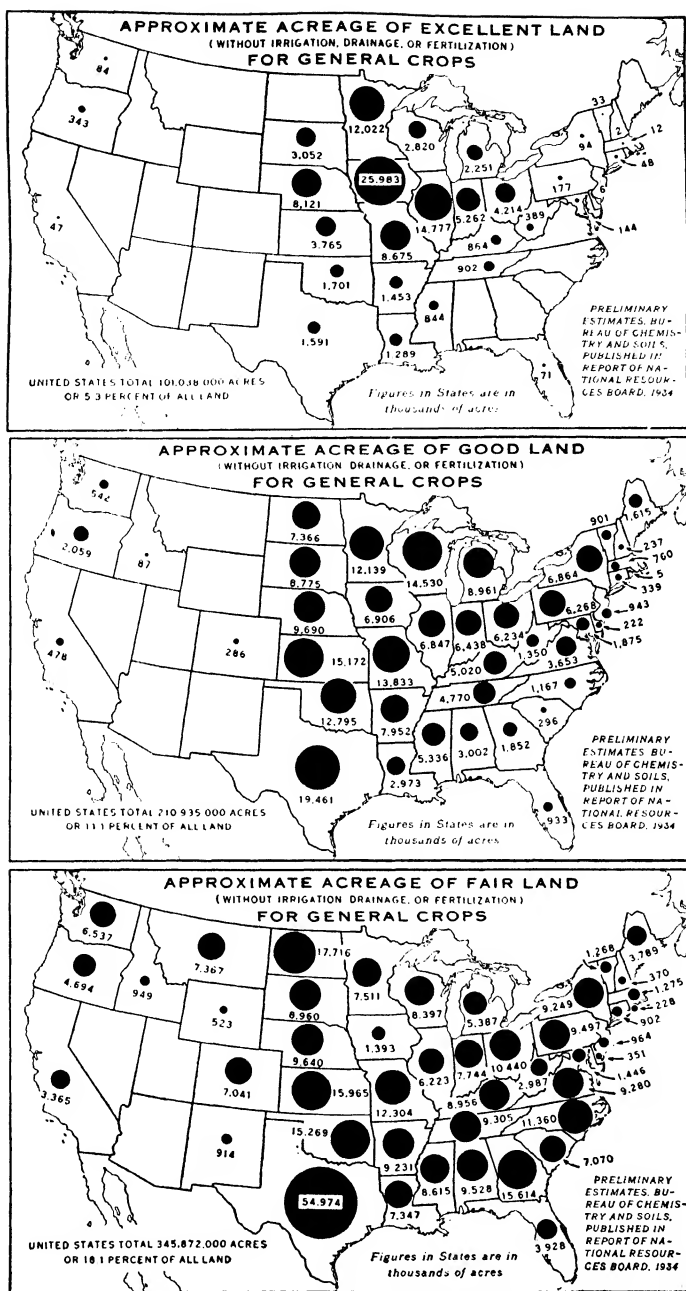 APPROXIMATE ACREAGE OF EXCELLENT LAND
(WITHOUT IRRIGATION, DRAINAGE, OR FERTILIZATION)
FOR GENERAL CROPS
84
343
47
12,022
3,052
8,121
3,765
1,701
1,591
25,983
8,675
1,453
1,289
2,820
2,251
14,777
5,262
4,214
389
864
902
844
71
33
2
12
94
48
177
6
144
PRELIMINARY
ESTIMATES, BU-
REAU OF CHEMIS-
TRY AND SOILS,
PUBLISHED IN
REPORT OF NA-
TIONAL RESOUR-
CES BOARD, 1934
UNITED STATES TOTAL 101,038,000 ACRES
OR 5.3 PERCENT OF ALL LAND
Figures in States are in
thousands of acres
APPROXIMATE ACREAGE OF GOOD LAND
(WITHOUT IRRIGATION DRAINAGE, OR FERTILIZATION)
FOR GENERAL CROPS
542
2,059
87
478
286
7,366
8,775
9,690
15,172
12,795
19,461
12,139
6,906
13,833
7,952
2,973
14,530
8,961
6,847
6,438
6,234
5,020
4,770
5,336
3,002
1,852
933
296
1,167
3,653
1,350
6,268
6,864
901
1,615
237
760
5
339
943
222
1,875
PRELIMINARY
ESTIMATES BU-
REAU OF CHEMIS-
TRY AND SOILS,
PUBLISHED IN
REPORT OF NA-
TIONAL RESOUR-
CES BOARD, 1934
UNITED STATES TOTAL 210,935,000 ACRES
OR 11.1 PERCENT OF ALL LAND
Figures in States are in
thousands of acres
APPROXIMATE ACREAGE OF FAIR LAND
(WITHOUT IRRIGATION DRAINAGE, OR FERTILIZATION)
FOR GENERAL CROPS
6,537
4,694
949
3,365
7,367
523
7,041
914
17,716
8,960
9,640
15,965
15,269
54,974
7,511
1,393
12,304
9,231
7,347
8,397
5,387
6,223
7,744
10,440
8,956
9,305
8,615
9,528
15,614
3,928
7,070
11,360
9,280
2,987
9,497
9,249
1,268
3,789
370
1,275
228
902
964
351
1,446
PRELIMINARY
ESTIMATES, BU-
REAU OF CHEMIS-
TRY AND SOILS,
PUBLISHED IN
REPORT OF NA-
TIONAL RESOUR-
CES BOARD, 1934
UNITED STATES TOTAL 345,872,000 ACRES
OR 18.1 PERCENT OF ALL LAND
Figures in States are in
thousands of acres